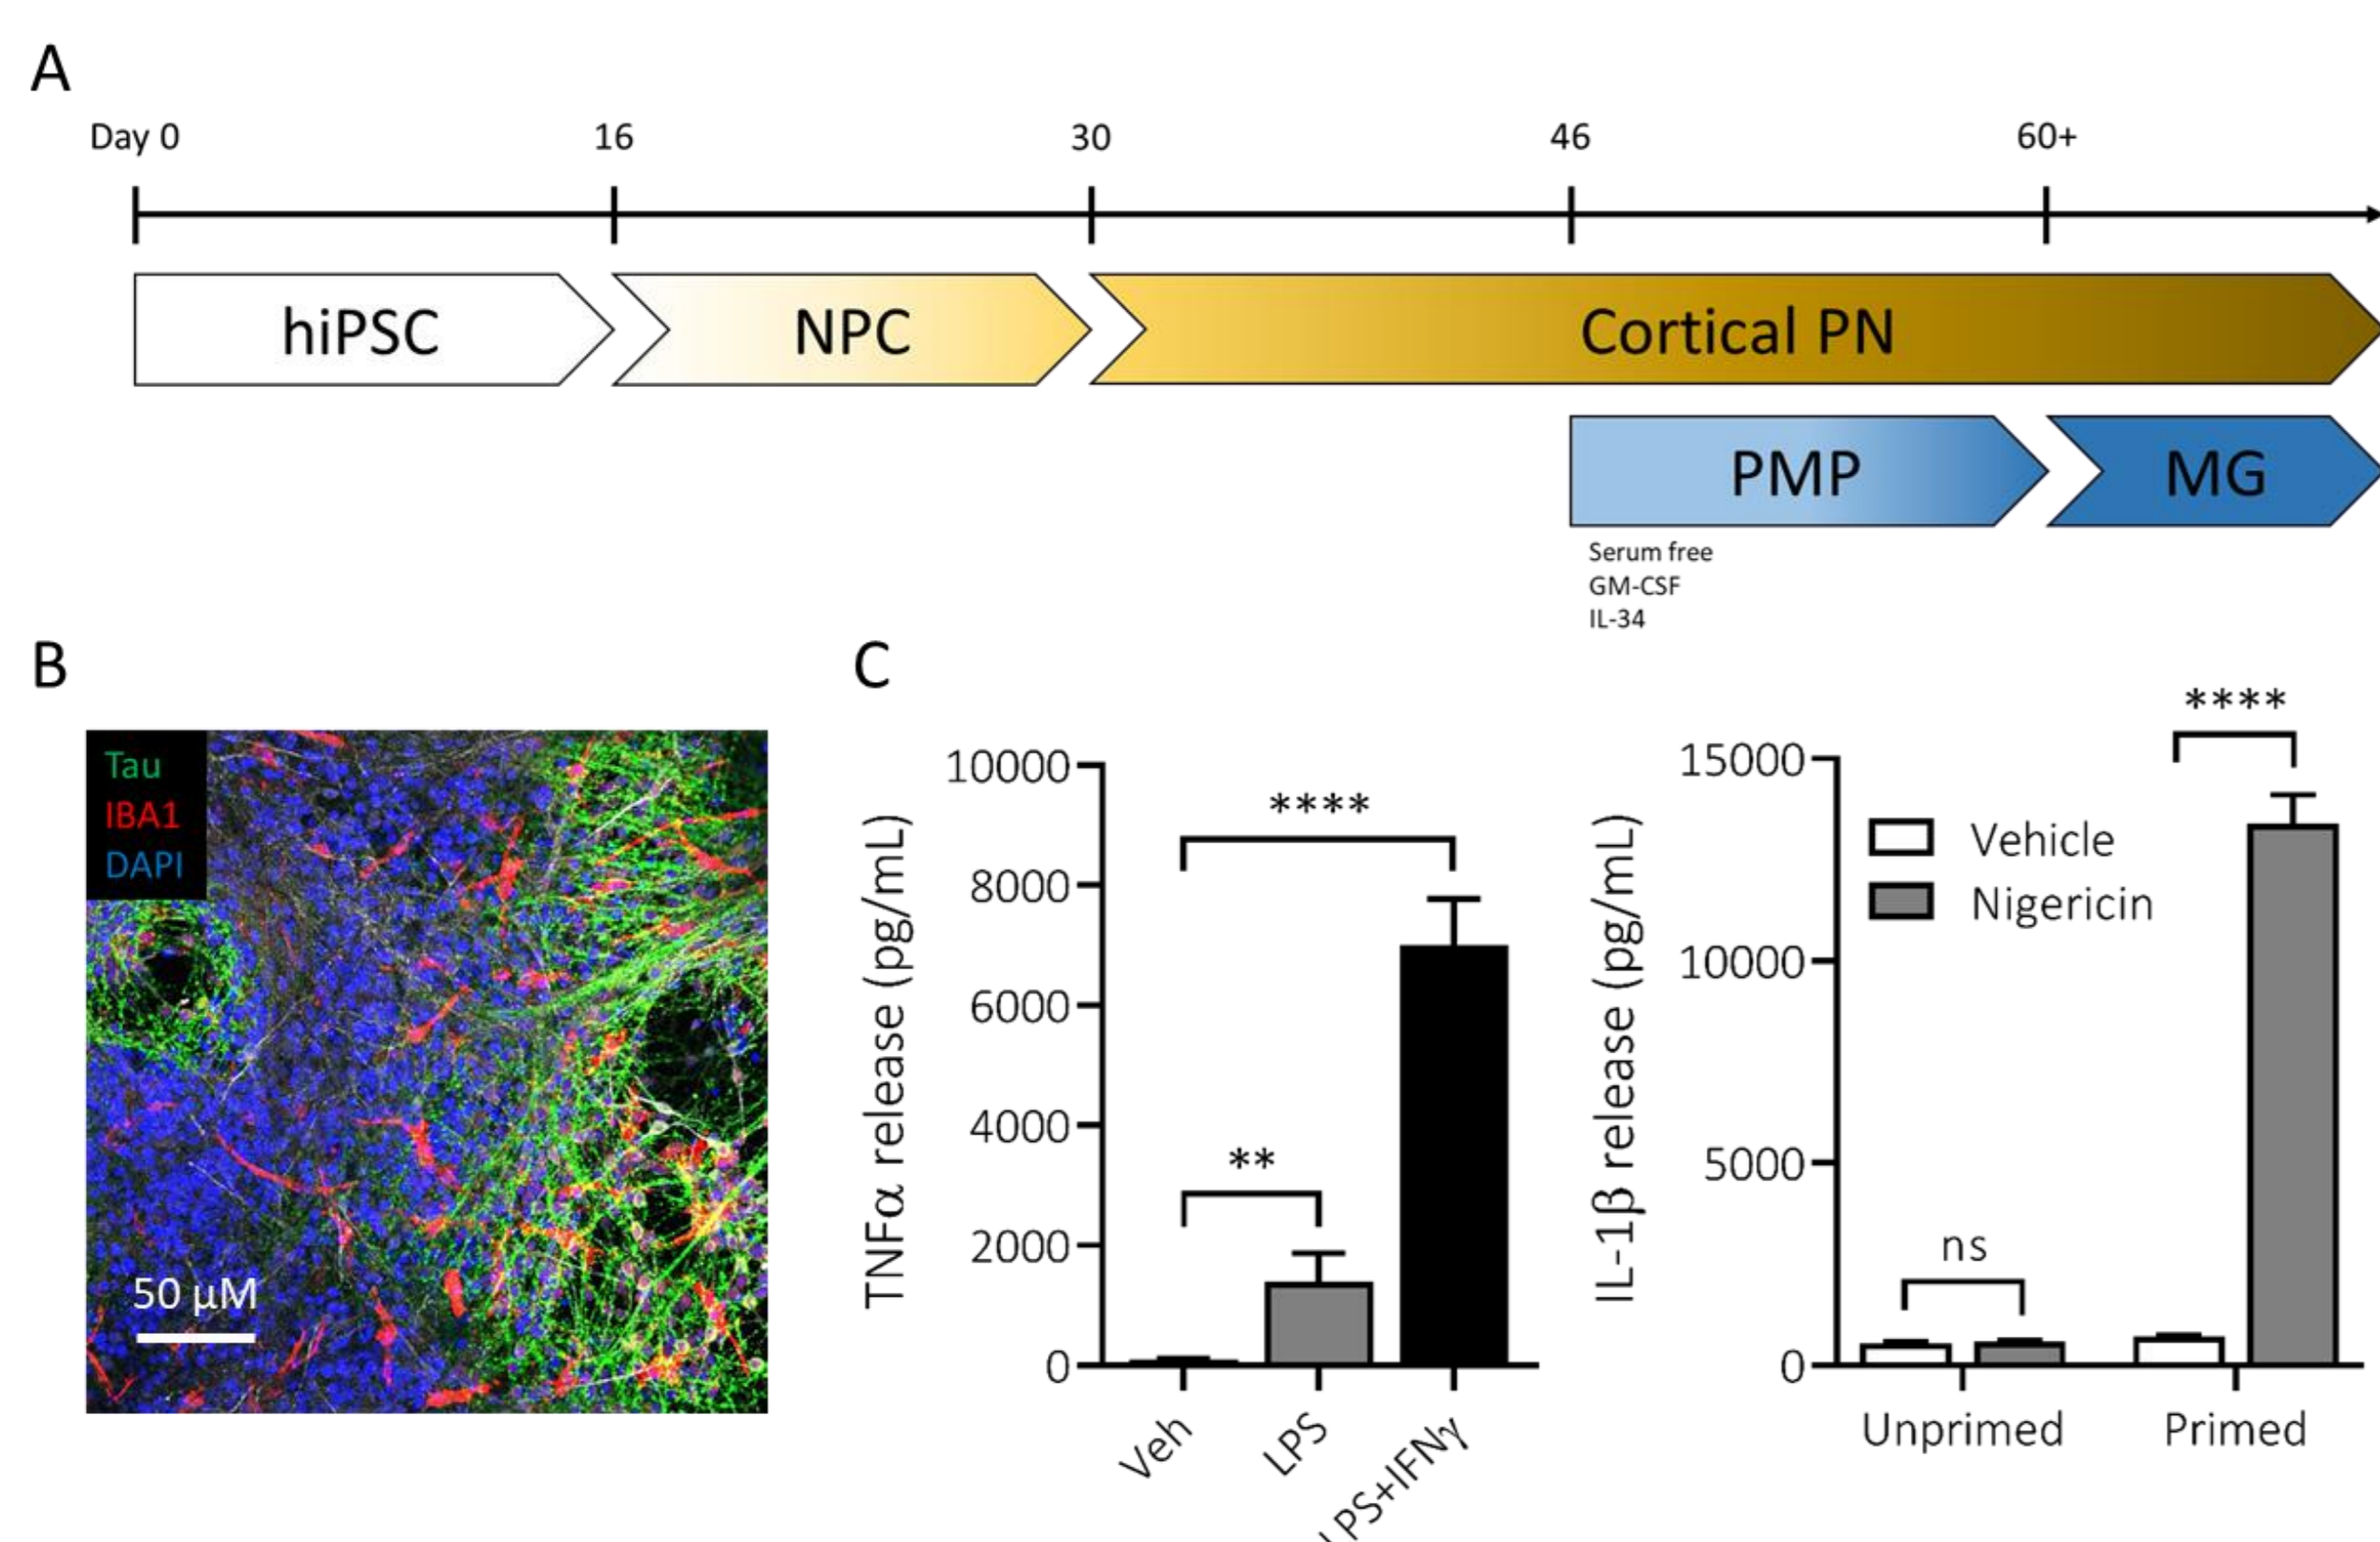 A
Day 0 16 30 46 60+
hiPSC NPC Cortical PN
PMP MG
Serum free
GM-CSF
IL-34
B
Tau
IBA1
DAPI
50 µM
C
TNFα release (pg/mL)
10000
8000
6000
4000
2000
0
****
**
Veh LPS LPS+IFNγ
IL-1β release (pg/mL)
15000
10000
5000
0
****
Vehicle
Nigericin
ns
Unprimed Primed